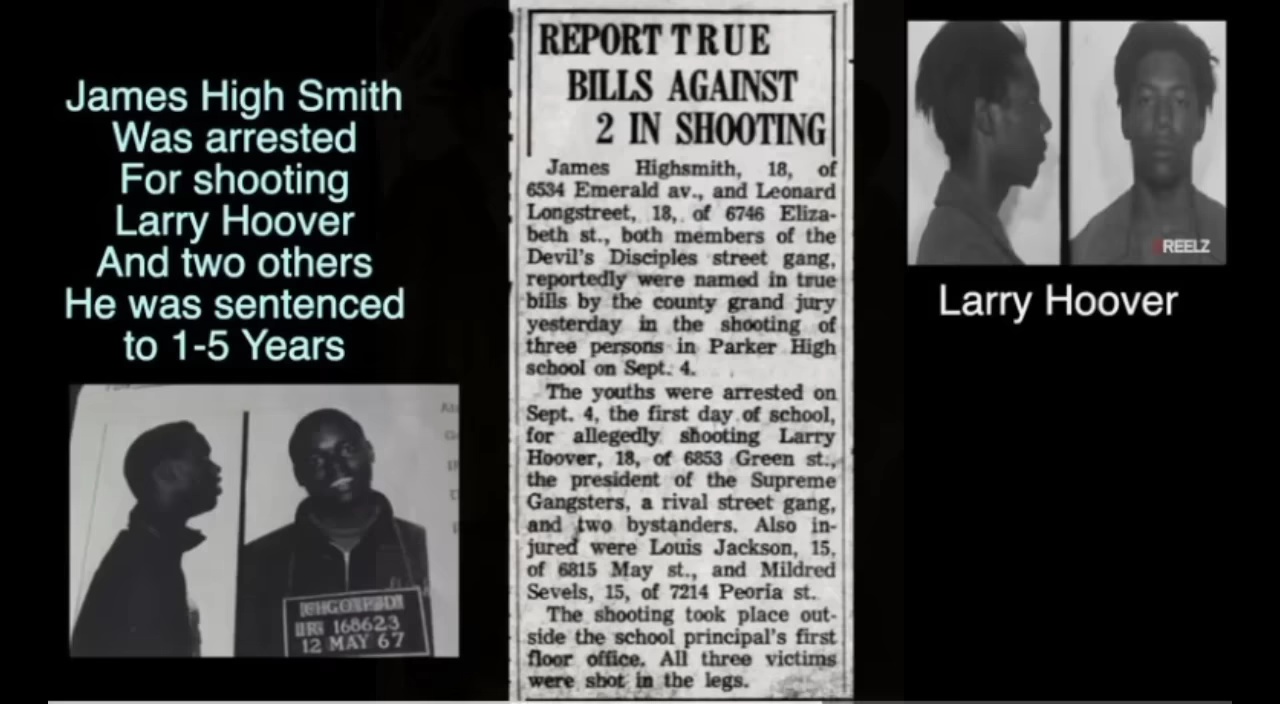 James High Smith
Was arrested
For shooting
Larry Hoover
And two others
He was sentenced
to 1-5 Years
168623
12 MAY 67
REPORT TRUE
BILLS AGAINST
2 IN SHOOTING
James Highsmith, 18, of
6534 Emerald av., and Leonard
Longstreet, 18, of 6746 Eliza-
beth st., both members of the
Devil's Disciples street gang,
reportedly were named in true
bills by the county grand jury
yesterday in the shooting of
three persons in Parker High
school on Sept. 4.
The youths were arrested on
Sept. 4, the first day of school,
for allegedly shooting Larry
Hoover, 18, of 6853 Green st.,
the president of the Supreme
Gangsters, a rival street gang,
and two bystanders. Also in-
jured were Louis Jackson, 15,
of 6815 May st., and Mildred
Sevels, 15, of 7214 Peoria st.
The shooting took place out-
side the school principal's first
floor office. All three victims
were shot in the legs.
REELZ
Larry Hoover